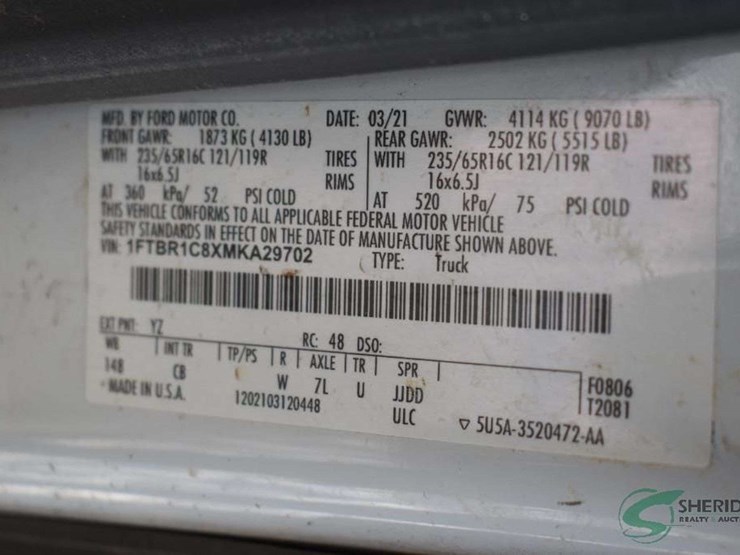 MFD. BY FORD MOTOR CO. DATE: 03/21 GVWR: 4114 KG ( 9070 LB)
FRONT GAWR: 1873 KG ( 4130 LB) REAR GAWR: 2502 KG ( 5515 LB)
WITH 235/65R16C 121/119R TIRES WITH 235/65R16C 121/119R TIRES
16x6.5J RIMS 16x6.5J RIMS
AT 360 kPa/ 52 PSI COLD AT 520 kPa/ 75 PSI COLD
THIS VEHICLE CONFORMS TO ALL APPLICABLE FEDERAL MOTOR VEHICLE
SAFETY STANDARDS IN EFFECT ON THE DATE OF MANUFACTURE SHOWN ABOVE.
VIN: 1FTBR1C8XMKA29702 TYPE: Truck
EXT PNT: YZ RC: 48 DSO:
WB INT TR TP/PS R AXLE TR SPR
148 CB W 7L U JJDD F0806
MADE IN U.S.A. 1202103120448 ULC T2081
▽ 5U5A-3520472-AA
SHERID
REALTY & AUCT